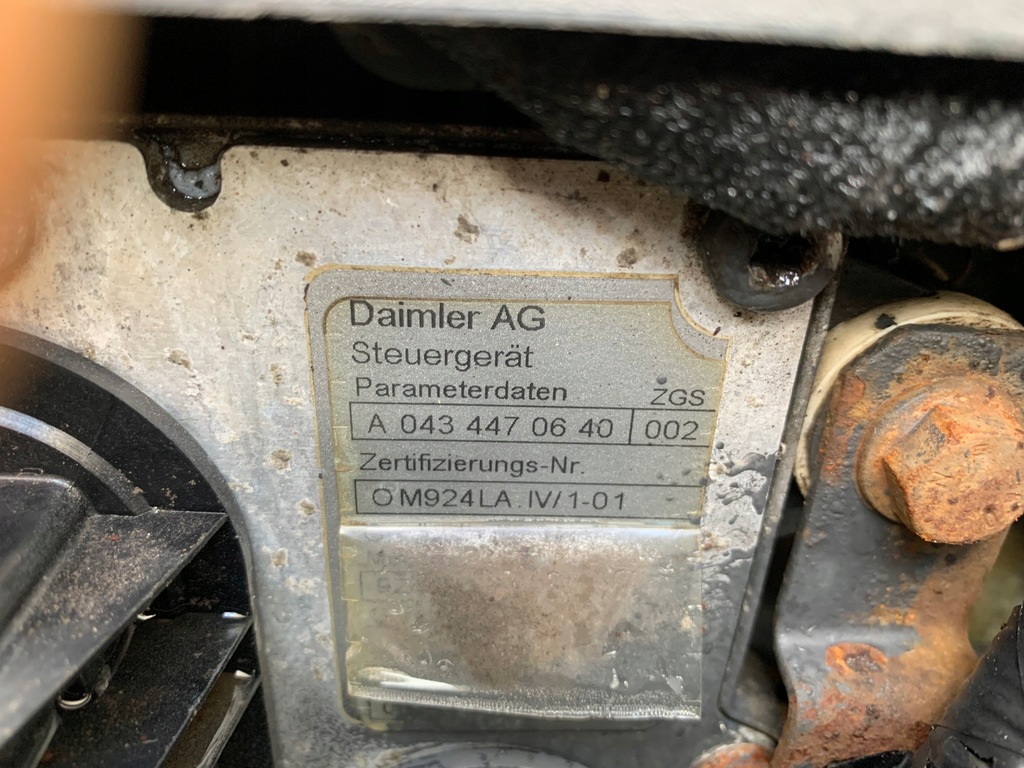 Daimler AG
Steuergerät
Parameterdaten ZGS
A 043 447 06 40 002
Zertifizierungs-Nr.
OM924LA.IV/1-01